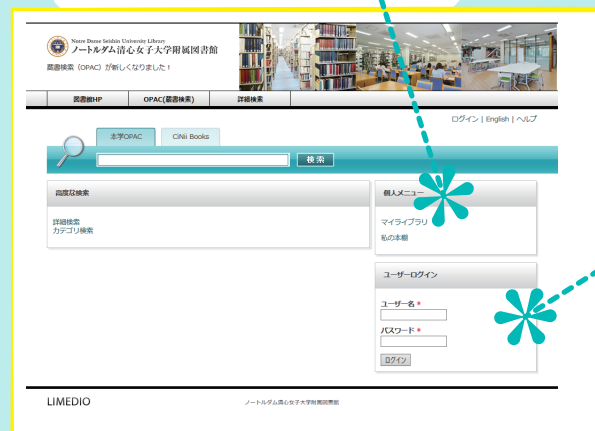 Notre Dame Seishin University Library
ノートルダム清心女子大学附属図書館
蔵書検索(OPAC)が新しくなりました！
図書館HP
OPAC(蔵書検索)
詳細検索
ログイン | English | ヘルプ
本学OPAC
CiNii Books
検索
高度な検索
詳細検索
カテゴリ検索
個人メニュー
マイライブラリ
私の本棚
ユーザーログイン
ユーザー名 *
パスワード *
ログイン
LIMEDIO
ノートルダム清心女子大学附属図書館